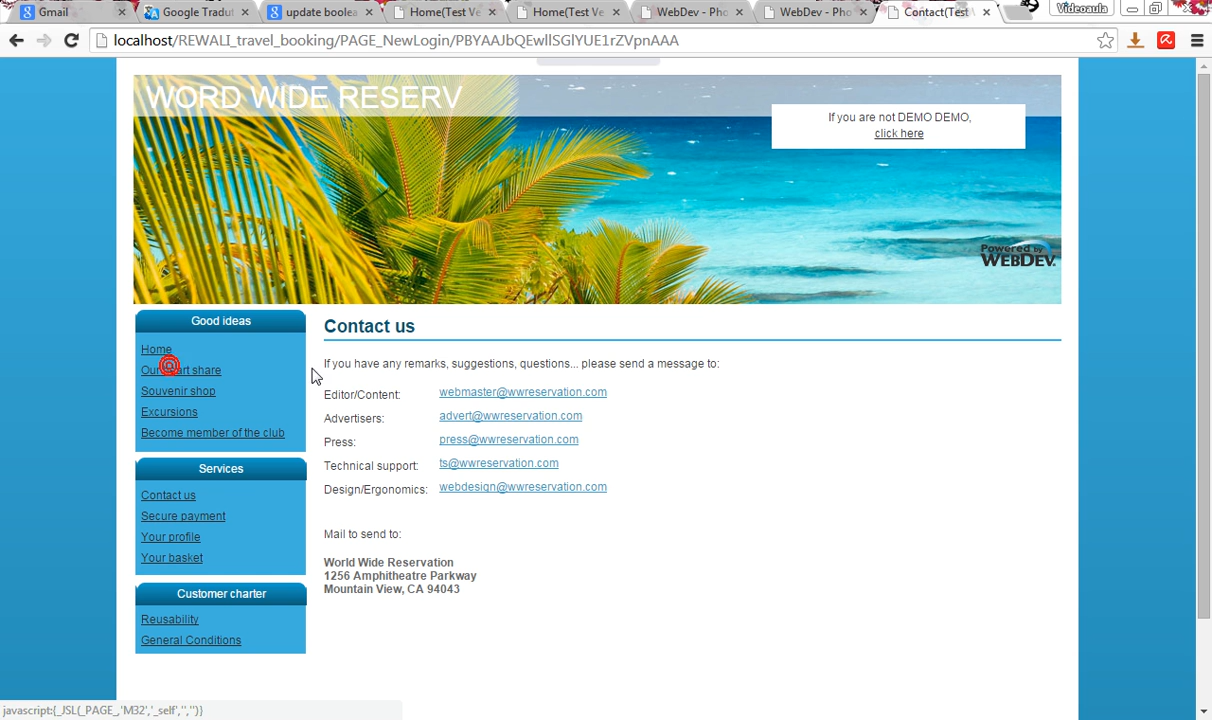 Gmail
Google Tradut
update boolea
Home(Test Ve
Home(Test Ve
WebDev - Pho
WebDev - Pho
Contact(Test V
Videoaula
localhost/REWALI_travel_booking/PAGE_NewLogin/PBYAAJbQEwllSGlYUE1rZVpnAAA
WORD WIDE RESERV
If you are not DEMO DEMO,
click here
Powered by
WEBDEV.
Good ideas
Home
Our art share
Souvenir shop
Excursions
Become member of the club
Services
Contact us
Secure payment
Your profile
Your basket
Customer charter
Reusability
General Conditions
Contact us
If you have any remarks, suggestions, questions... please send a message to:
Editor/Content: webmaster@wwreservation.com
Advertisers: advert@wwreservation.com
Press: press@wwreservation.com
Technical support: ts@wwreservation.com
Design/Ergonomics: webdesign@wwreservation.com
Mail to send to:
World Wide Reservation
1256 Amphitheatre Parkway
Mountain View, CA 94043
javascript:{_JSL(_PAGE_,'M32','_self','','')}